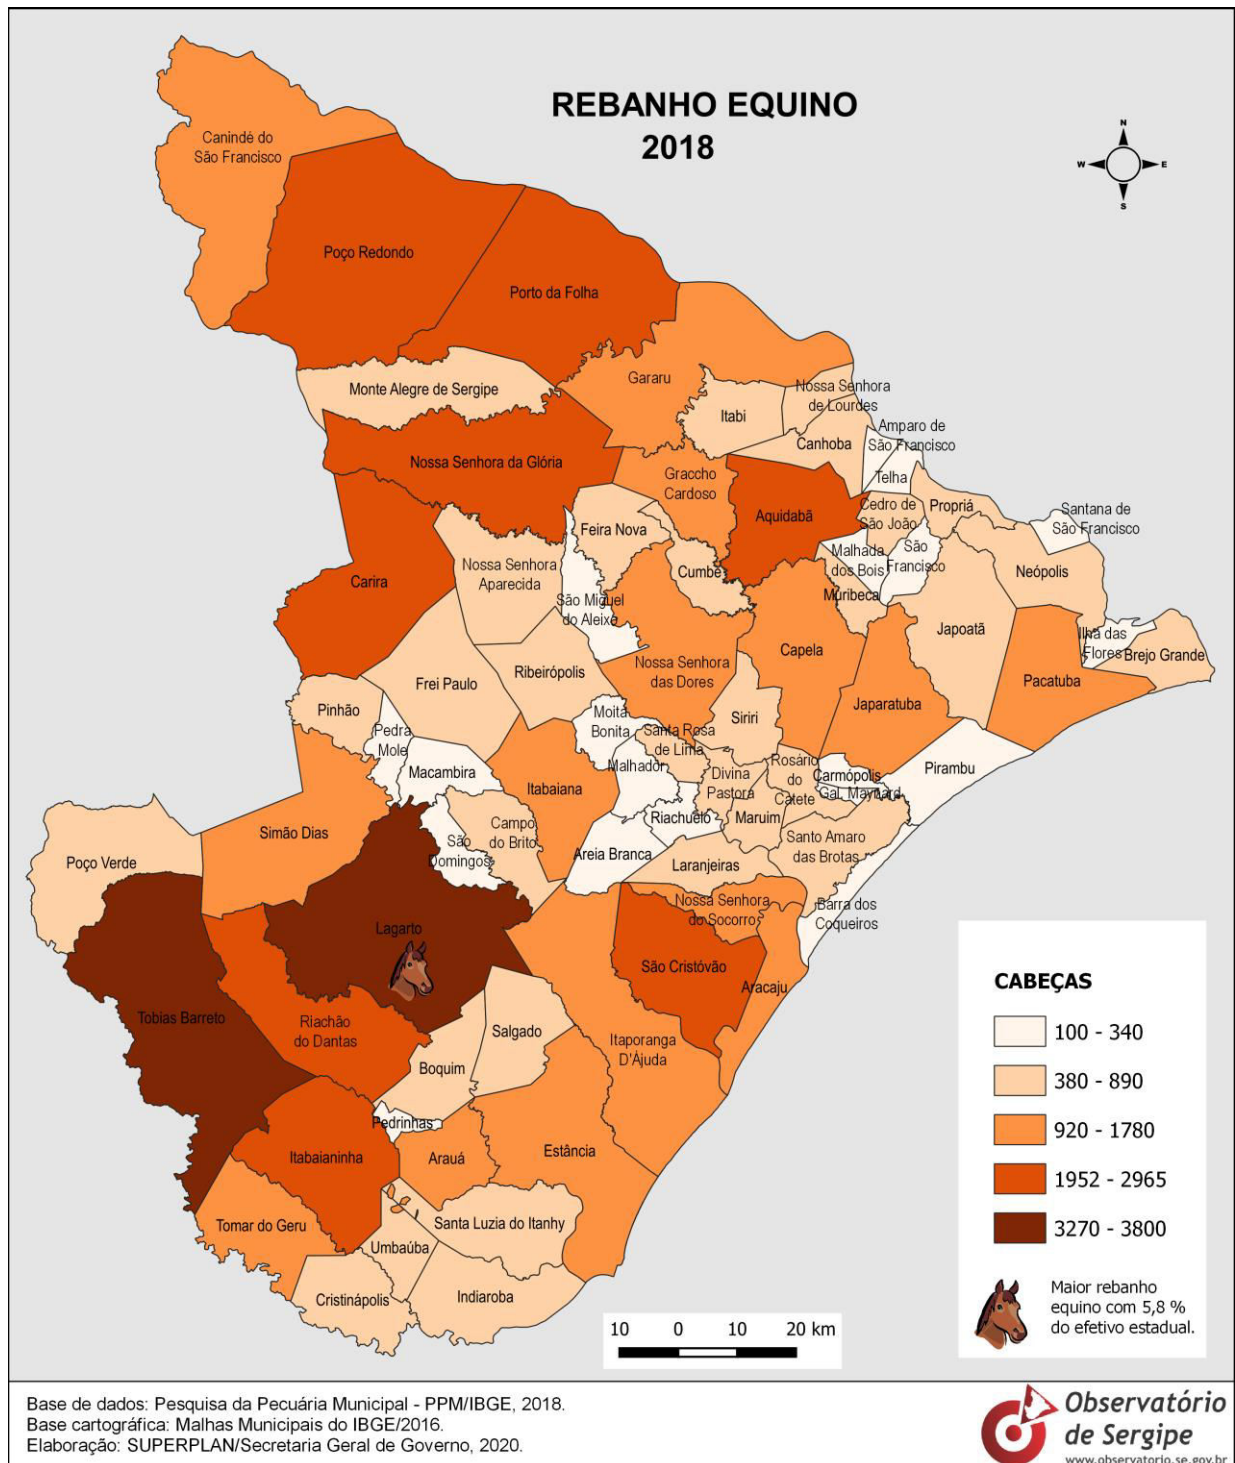 REBANHO EQUINO
2018
N
W
E
S
Canindé do
São Francisco
Poço Redondo
Porto da Folha
Monte Alegre de Sergipe
Gararu
Nossa Senhora
de Lourdes
Itabi
Canhoba
Amparo de
São Francisco
Telha
Nossa Senhora da Glória
Graccho
Cardoso
Aquidabã
Cedro de
São João
Propriá
Santana de
São Francisco
Feira Nova
Malhada
dos Bois
São
Francisco
Neópolis
Nossa Senhora
Aparecida
Cumbe
Carira
São Miguel
do Aleixo
Muribeca
Japoatã
Ilha das
Flores
Brejo Grande
Capela
Nossa Senhora
das Dores
Ribeirópolis
Frei Paulo
Pacatuba
Japaratuba
Pinhão
Siriri
Moita
Bonita
Pedra
Mole
Santa Rosa
de Lima
Macambira
Malhador
Divina
Pastora
Rosário
do
Catete
Carmópolis
Pirambu
Itabaiana
Gal. Maynard
Riachuelo
Maruim
Simão Dias
Campo
do Brito
São
Domingos
Santo Amaro
das Brotas
Poço Verde
Areia Branca
Laranjeiras
Nossa Senhora
do Socorro
Barra dos
Coqueiros
Lagarto
São Cristóvão
Aracaju
Tobias Barreto
Riachão
do Dantas
Salgado
Itaporanga
D'Ájuda
Boquim
Pedrinhas
Itabaianinha
Arauá
Estância
Tomar do Geru
Santa Luzia do Itanhy
Umbaúba
Cristinápolis
Indiaroba
CABEÇAS
100 - 340
380 - 890
920 - 1780
1952 - 2965
3270 - 3800
Maior rebanho
equino com 5,8 %
do efetivo estadual.
10 0 10 20 km
Base de dados: Pesquisa da Pecuária Municipal - PPM/IBGE, 2018.
Base cartográfica: Malhas Municipais do IBGE/2016.
Elaboração: SUPERPLAN/Secretaria Geral de Governo, 2020.
Observatório
de Sergipe
www.observatorio.se.gov.br